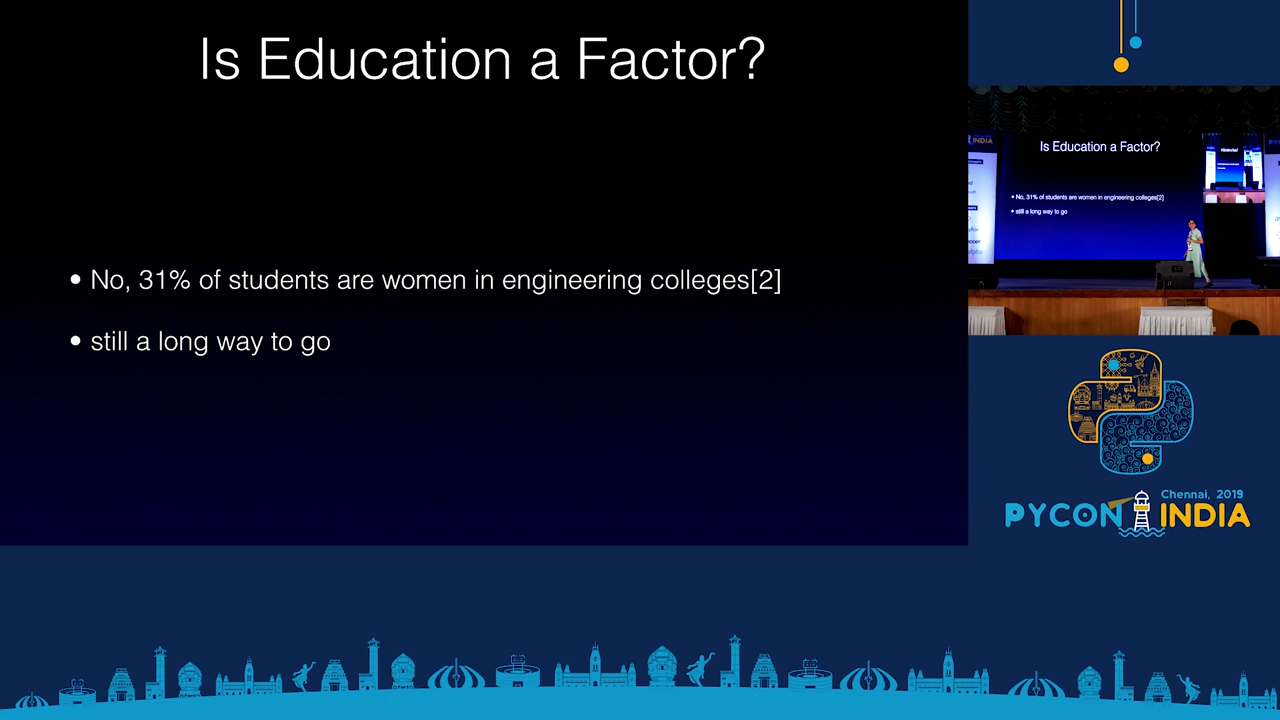 Is Education a Factor?
• No, 31% of students are women in engineering colleges[2]
• still a long way to go
INDIA
Is Education a Factor?
• No, 31% of students are women in engineering colleges[2]
• still a long way to go
Chennai, 2019
PYCON INDIA